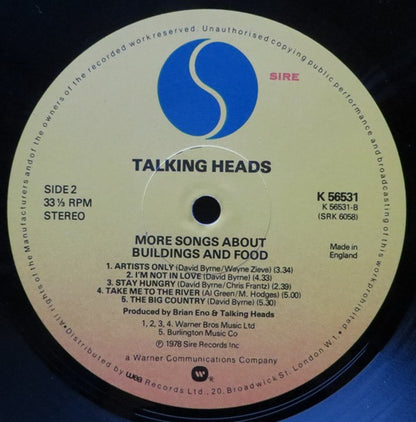 All rights of the Manufacturers and of the owners of the recorded work reserved. Unauthorised copying public performance and broadcasting of this work prohibited.
SIRE
TALKING HEADS
SIDE 2
33 ⅓ RPM
STEREO
K 56531
K 56531-B
(SRK 6058)
MORE SONGS ABOUT
BUILDINGS AND FOOD
Made in
England
1. ARTISTS ONLY (David Byrne/Wayne Zieve) (3.34)
2. I'M NOT IN LOVE (David Byrne) (4.33)
3. STAY HUNGRY (David Byrne/Chris Frantz) (2.39)
4. TAKE ME TO THE RIVER (Al Green/M. Hodges) (5.00)
5. THE BIG COUNTRY (David Byrne) (5.30)
Produced by Brian Eno & Talking Heads
1, 2, 3, 4. Warner Bros Music Ltd
5. Burlington Music Co
℗ 1978 Sire Records Inc
a Warner Communications Company
• Distributed by wea Records Ltd., 20, Broadwick St. London W1. •